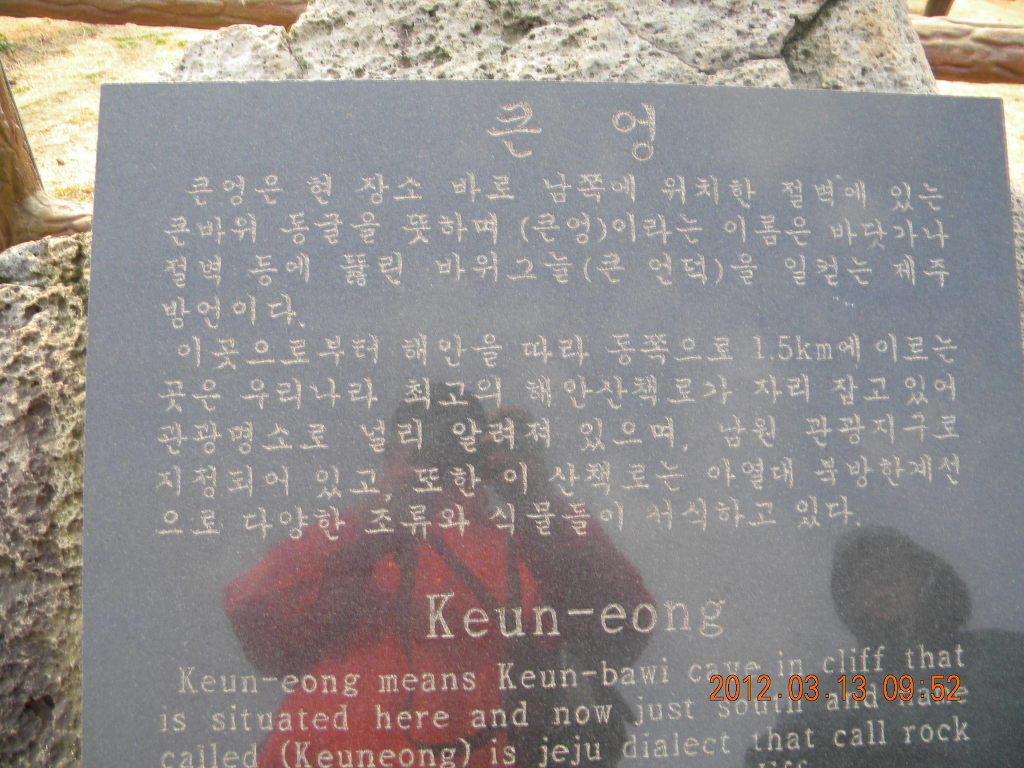 큰 엉
큰엉은 현 장소 바로 남쪽에 위치한 절벽에 있는
큰바위 동굴을 뜻하며 (큰엉)이라는 이름은 바닷가나
절벽 등에 뚫린 바위그늘(큰 언덕)을 일컫는 제주
방언이다.
이곳으로부터 해안을 따라 동쪽으로 1.5km에 이르는
곳은 우리나라 최고의 해안산책로가 자리 잡고 있어
관광명소로 널리 알려져 있으며, 남원 관광지구로
지정되어 있고, 또한 이 산책로는 아열대 북방한계선
으로 다양한 조류와 식물들이 서식하고 있다.
Keun-eong
Keun-eong means Keun-bawi cave in cliff that
is situated here and now just south and name
called (Keuneong) is jeju dialect that call rock
2012.03.13 09:52